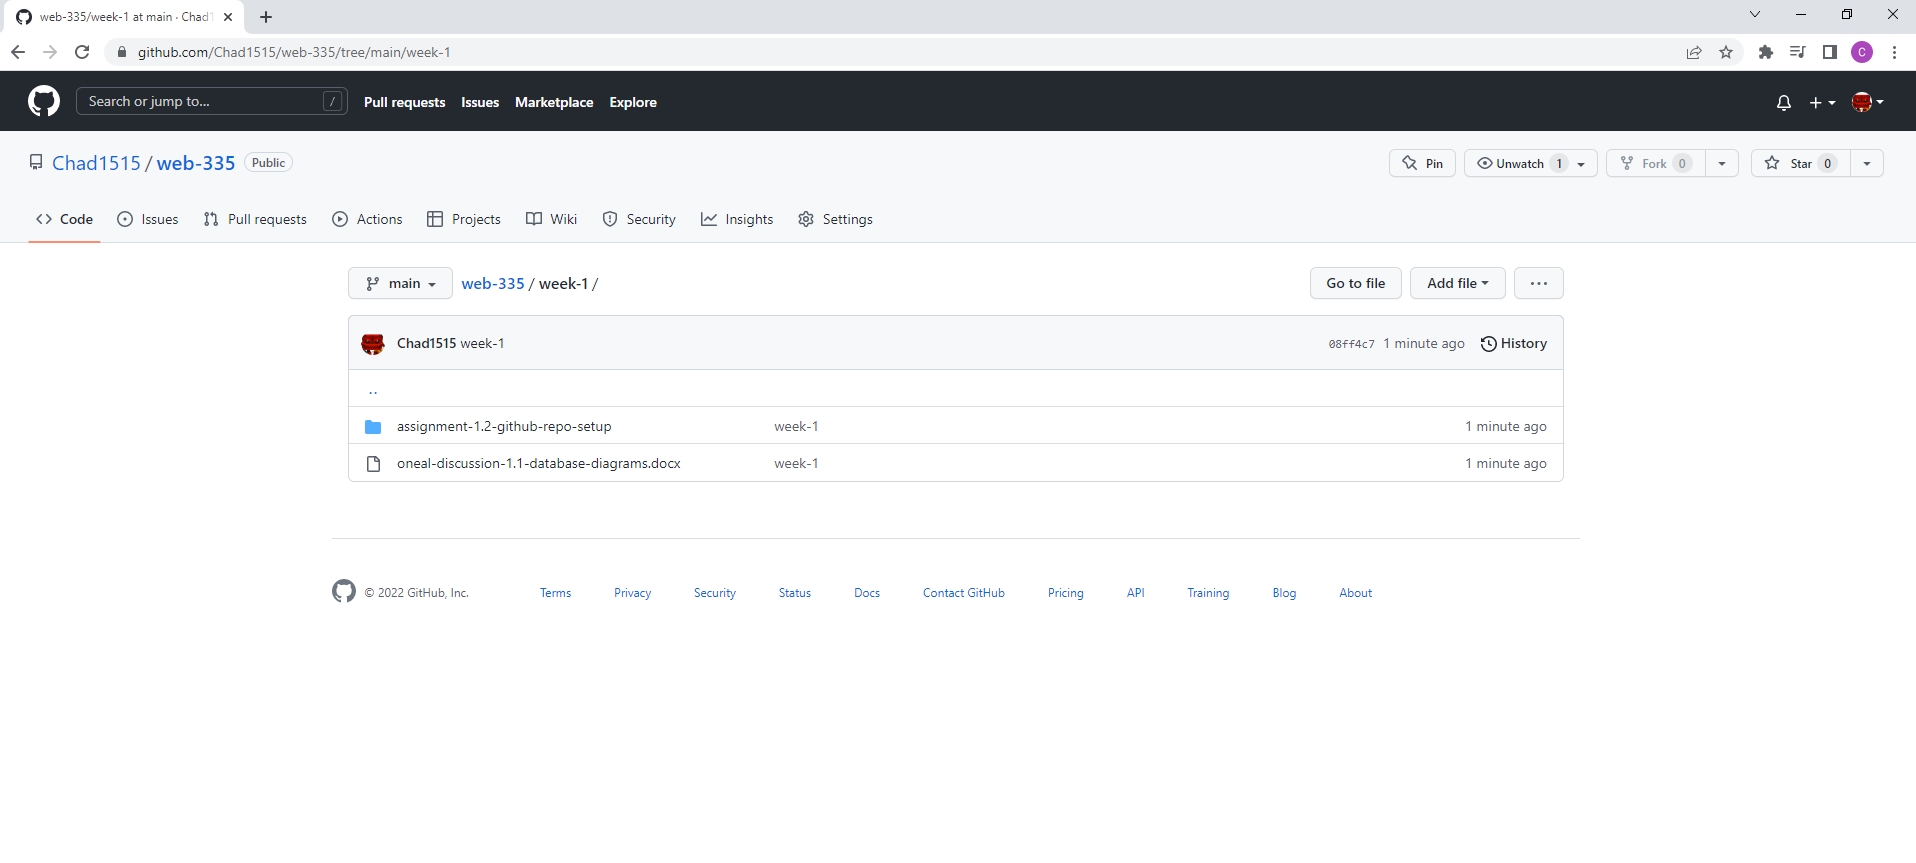 web-335/week-1 at main · Chad1
github.com/Chad1515/web-335/tree/main/week-1
C
Search or jump to...
/
Pull requests Issues Marketplace Explore
Chad1515 / web-335 Public
Pin Unwatch 1 Fork 0 Star 0
Code Issues Pull requests Actions Projects Wiki Security Insights Settings
main web-335 / week-1 / Go to file Add file ...
Chad1515 week-1 08ff4c7 1 minute ago History
..
assignment-1.2-github-repo-setup week-1 1 minute ago
oneal-discussion-1.1-database-diagrams.docx week-1 1 minute ago
© 2022 GitHub, Inc. Terms Privacy Security Status Docs Contact GitHub Pricing API Training Blog About